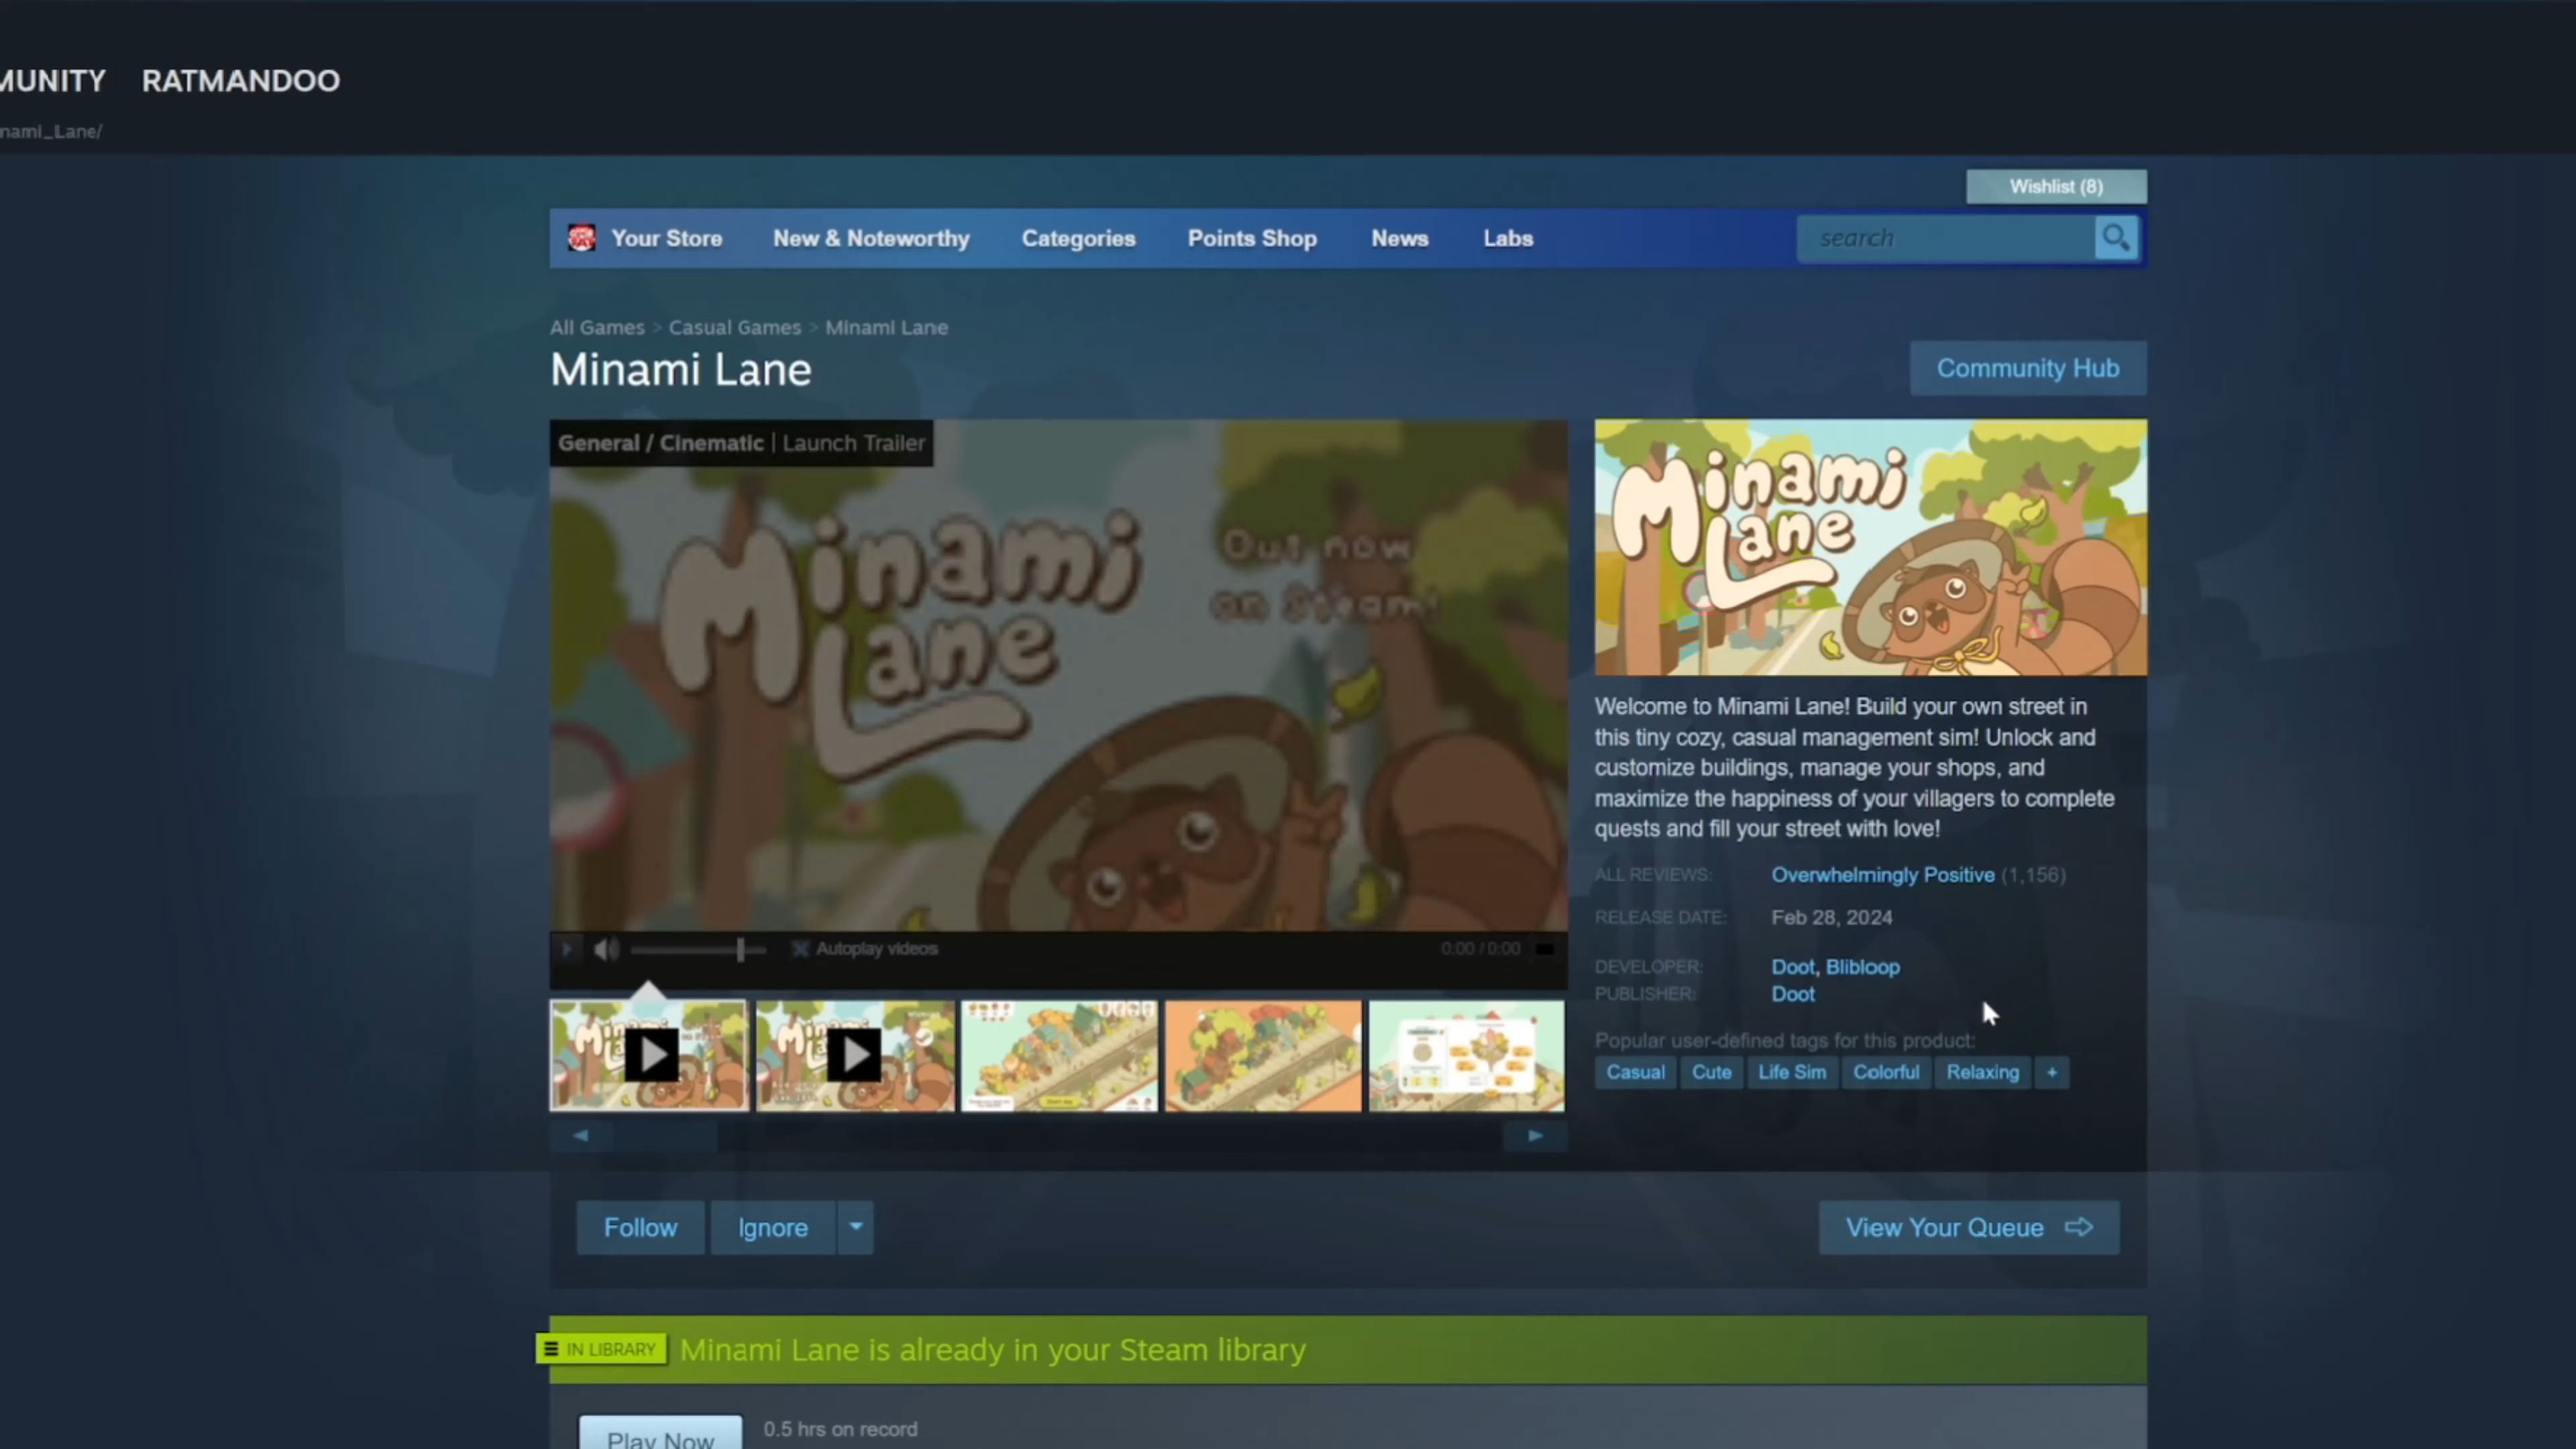 MUNITY RATMANDOO
nami_Lane/
Wishlist (8)
Your Store New & Noteworthy Categories Points Shop News Labs search
All Games > Casual Games > Minami Lane
Minami Lane
Community Hub
General / Cinematic | Launch Trailer
Minami
Lane
Out now
on Steam!
Minami
Lane
Welcome to Minami Lane! Build your own street in
this tiny cozy, casual management sim! Unlock and
customize buildings, manage your shops, and
maximize the happiness of your villagers to complete
quests and fill your street with love!
ALL REVIEWS: Overwhelmingly Positive (1,156)
RELEASE DATE: Feb 28, 2024
DEVELOPER: Doot, Blibloop
PUBLISHER: Doot
Popular user-defined tags for this product:
Casual Cute Life Sim Colorful Relaxing +
Autoplay videos 0:00 / 0:00
Follow Ignore View Your Queue
IN LIBRARY Minami Lane is already in your Steam library
Play Now 0.5 hrs on record